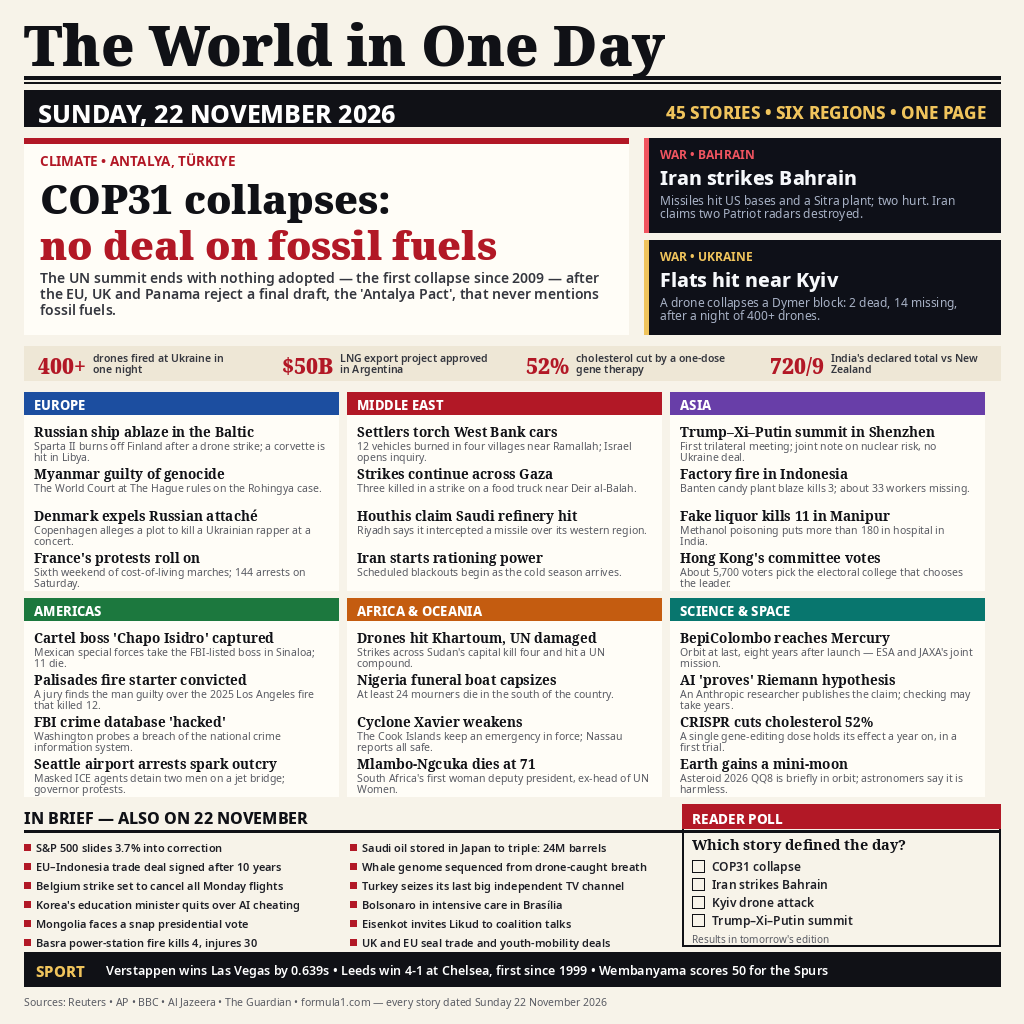 The World in One Day
SUNDAY, 22 NOVEMBER 2026
45 STORIES • SIX REGIONS • ONE PAGE
CLIMATE • ANTALYA, TÜRKIYE
COP31 collapses:
no deal on fossil fuels
The UN summit ends with nothing adopted — the first collapse since 2009 — after
the EU, UK and Panama reject a final draft, the 'Antalya Pact', that never mentions
fossil fuels.
WAR • BAHRAIN
Iran strikes Bahrain
Missiles hit US bases and a Sitra plant; two hurt. Iran
claims two Patriot radars destroyed.
WAR • UKRAINE
Flats hit near Kyiv
A drone collapses a Dymer block: 2 dead, 14 missing,
after a night of 400+ drones.
400+
drones fired at Ukraine in
one night
$50B
LNG export project approved
in Argentina
52%
cholesterol cut by a one-dose
gene therapy
720/9
India's declared total vs New
Zealand
EUROPE
Russian ship ablaze in the Baltic
Sparta II burns off Finland after a drone strike; a corvette is
hit in Libya.
Myanmar guilty of genocide
The World Court at The Hague rules on the Rohingya case.
Denmark expels Russian attaché
Copenhagen alleges a plot to kill a Ukrainian rapper at a
concert.
France's protests roll on
Sixth weekend of cost-of-living marches; 144 arrests on
Saturday.
MIDDLE EAST
Settlers torch West Bank cars
12 vehicles burned in four villages near Ramallah; Israel
opens inquiry.
Strikes continue across Gaza
Three killed in a strike on a food truck near Deir al-Balah.
Houthis claim Saudi refinery hit
Riyadh says it intercepted a missile over its western region.
Iran starts rationing power
Scheduled blackouts begin as the cold season arrives.
ASIA
Trump–Xi–Putin summit in Shenzhen
First trilateral meeting; joint note on nuclear risk, no
Ukraine deal.
Factory fire in Indonesia
Banten candy plant blaze kills 3; about 33 workers missing.
Fake liquor kills 11 in Manipur
Methanol poisoning puts more than 180 in hospital in
India.
Hong Kong's committee votes
About 5,700 voters pick the electoral college that chooses
the leader.
AMERICAS
Cartel boss 'Chapo Isidro' captured
Mexican special forces take the FBI-listed boss in Sinaloa;
11 die.
Palisades fire starter convicted
A jury finds the man guilty over the 2025 Los Angeles fire
that killed 12.
FBI crime database 'hacked'
Washington probes a breach of the national crime
information system.
Seattle airport arrests spark outcry
Masked ICE agents detain two men on a jet bridge;
governor protests.
AFRICA & OCEANIA
Drones hit Khartoum, UN damaged
Strikes across Sudan's capital kill four and hit a UN
compound.
Nigeria funeral boat capsizes
At least 24 mourners die in the south of the country.
Cyclone Xavier weakens
The Cook Islands keep an emergency in force; Nassau
reports all safe.
Mlambo-Ngcuka dies at 71
South Africa's first woman deputy president, ex-head of UN
Women.
SCIENCE & SPACE
BepiColombo reaches Mercury
Orbit at last, eight years after launch — ESA and JAXA's joint
mission.
AI 'proves' Riemann hypothesis
An Anthropic researcher publishes the claim; checking may
take years.
CRISPR cuts cholesterol 52%
A single gene-editing dose holds its effect a year on, in a
first trial.
Earth gains a mini-moon
Asteroid 2026 QQ8 is briefly in orbit; astronomers say it is
harmless.
IN BRIEF — ALSO ON 22 NOVEMBER
S&P 500 slides 3.7% into correction
EU–Indonesia trade deal signed after 10 years
Belgium strike set to cancel all Monday flights
Korea's education minister quits over AI cheating
Mongolia faces a snap presidential vote
Basra power-station fire kills 4, injures 30
Saudi oil stored in Japan to triple: 24M barrels
Whale genome sequenced from drone-caught breath
Turkey seizes its last big independent TV channel
Bolsonaro in intensive care in Brasília
Eisenkot invites Likud to coalition talks
UK and EU seal trade and youth-mobility deals
READER POLL
Which story defined the day?
COP31 collapse
Iran strikes Bahrain
Kyiv drone attack
Trump–Xi–Putin summit
Results in tomorrow's edition
SPORT
Verstappen wins Las Vegas by 0.639s • Leeds win 4-1 at Chelsea, first since 1999 • Wembanyama scores 50 for the Spurs
Sources: Reuters • AP • BBC • Al Jazeera • The Guardian • formula1.com — every story dated Sunday 22 November 2026